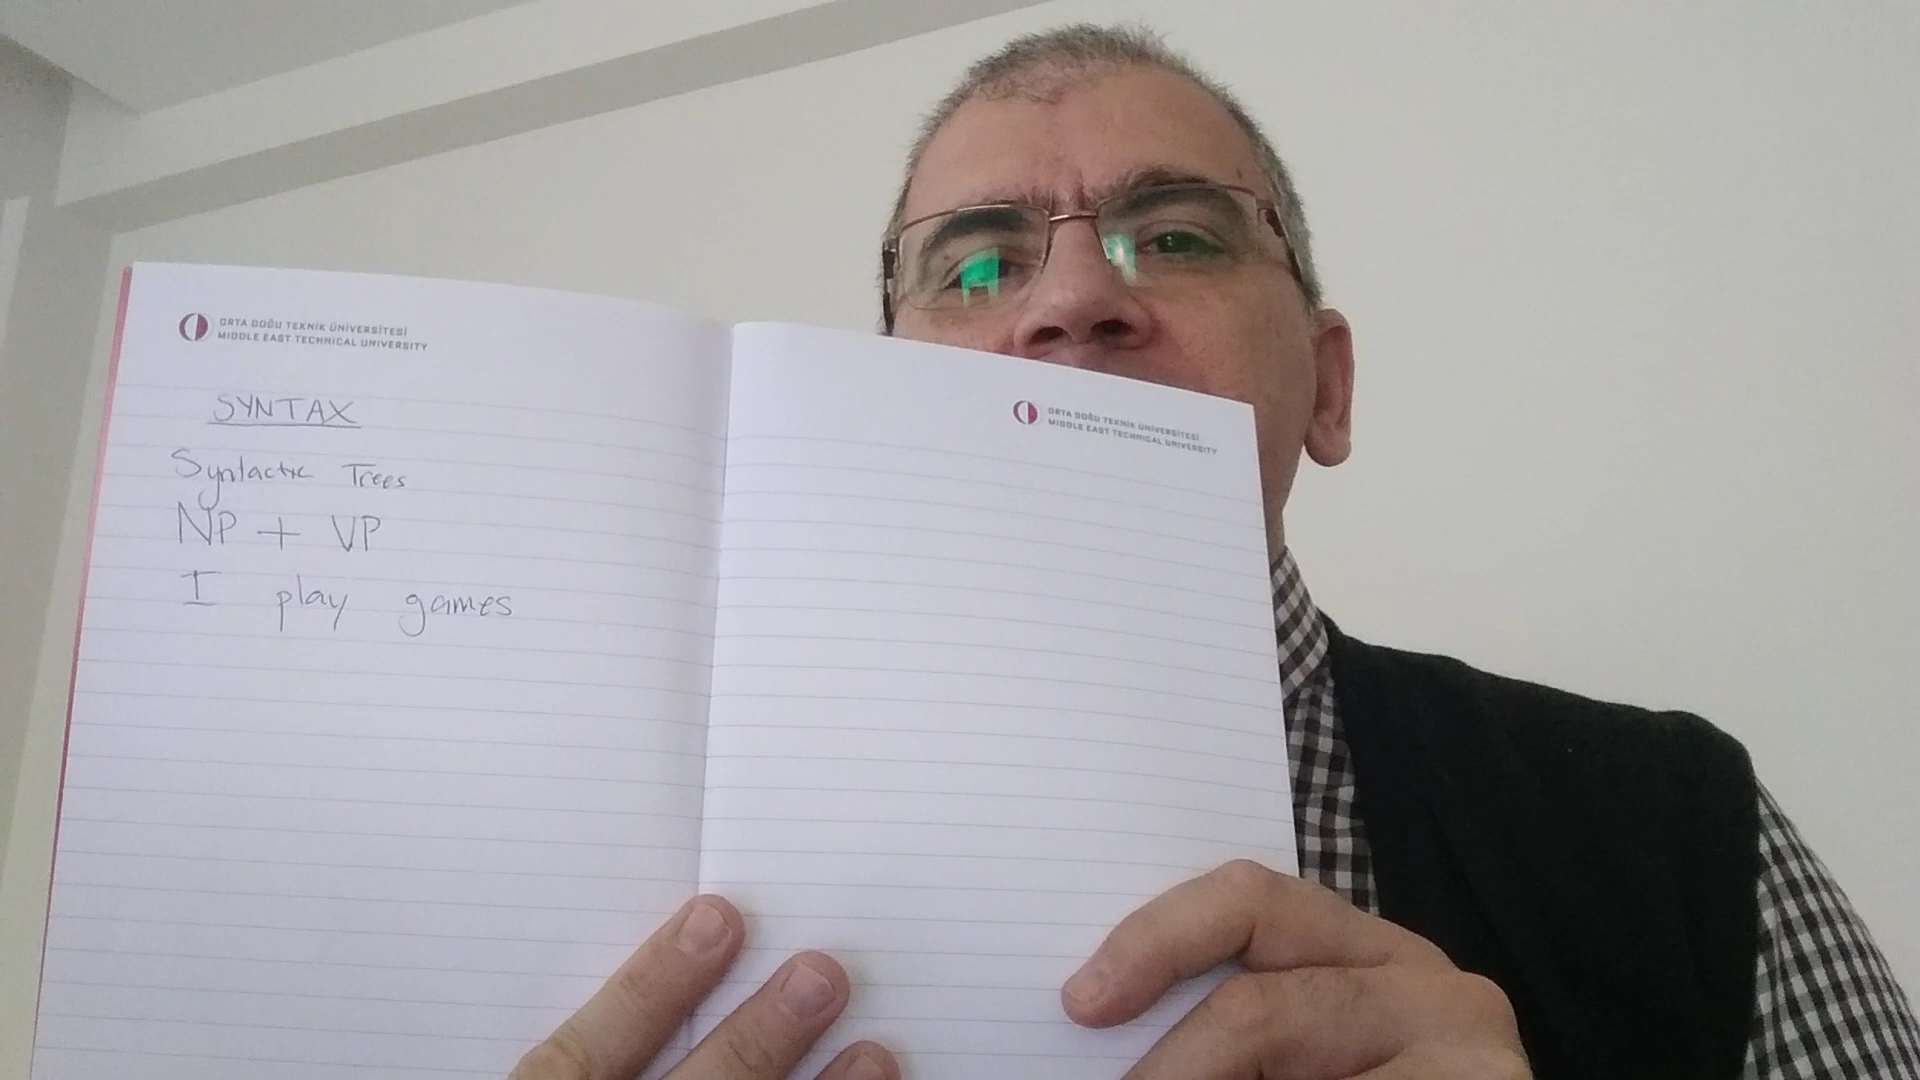 ORTA DOĞU TEKNİK ÜNİVERSİTESİ
MIDDLE EAST TECHNICAL UNIVERSITY
SYNTAX
Syntactic Trees
NP + VP
I play games
ORTA DOĞU TEKNİK ÜNİVERSİTESİ
MIDDLE EAST TECHNICAL UNIVERSITY